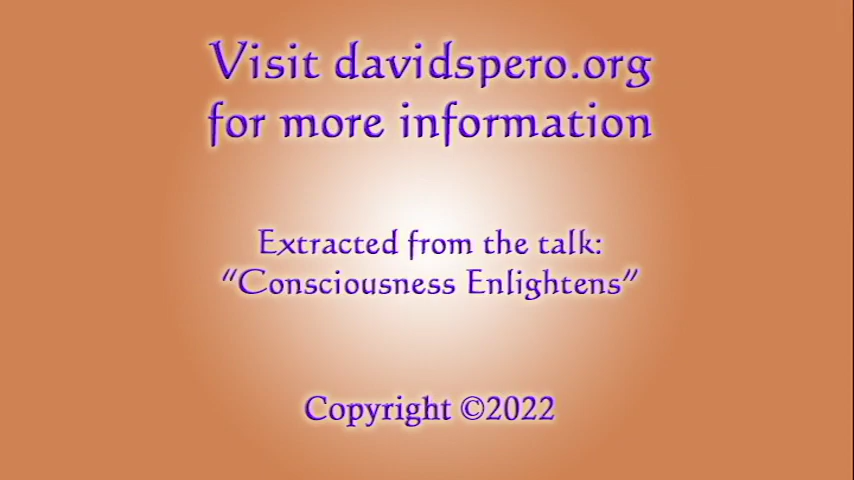 Visit davidspero.org
for more information
Extracted from the talk:
“Consciousness Enlightens”
Copyright ©2022